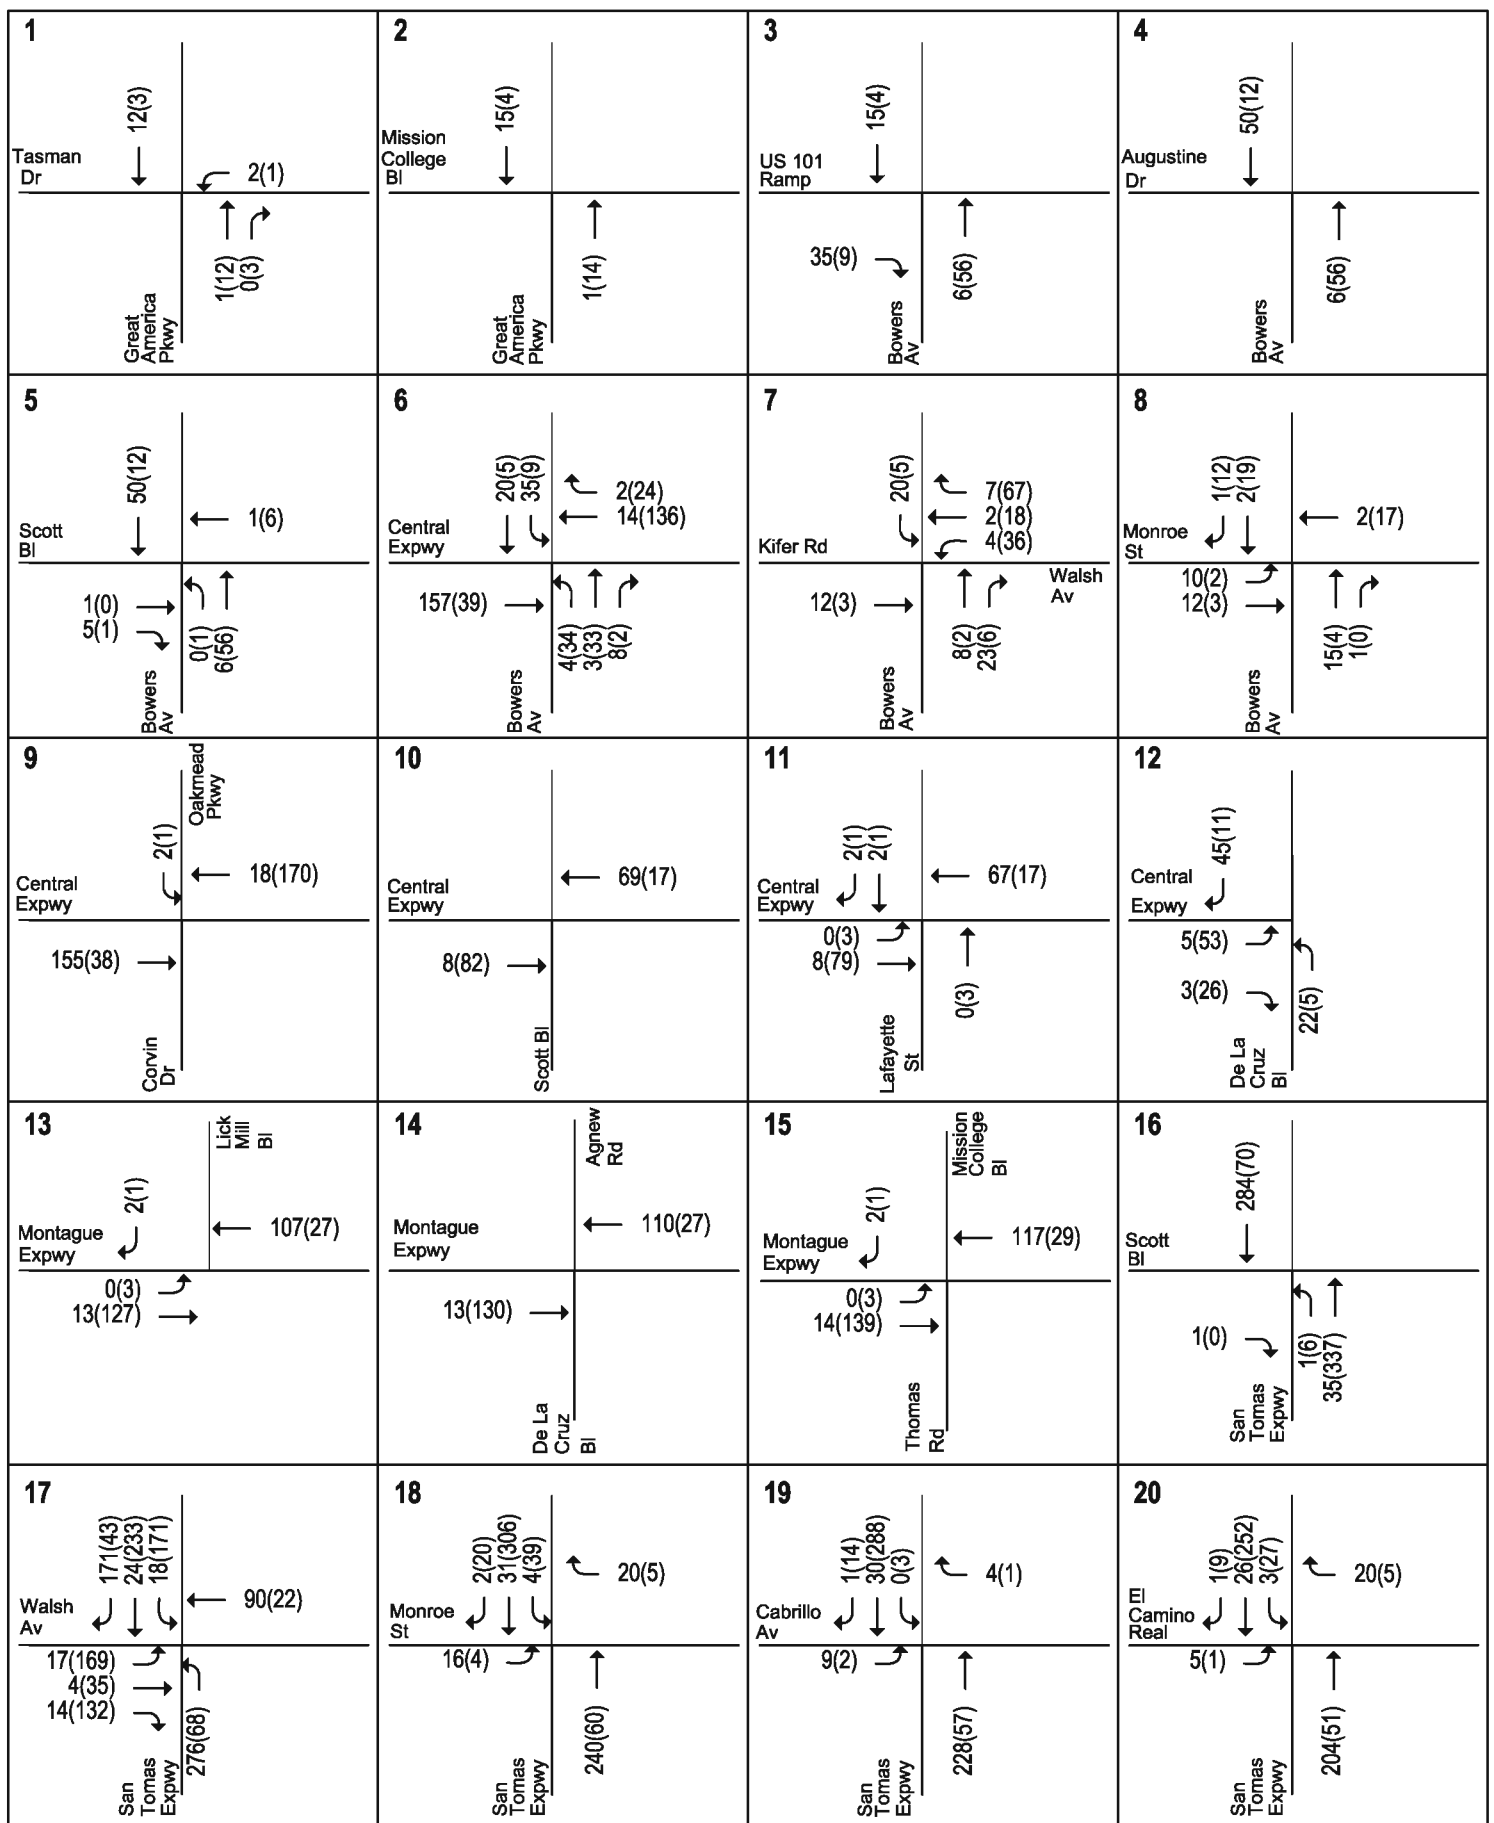 1
12(3)
Tasman
Dr
2(1)
1(12)
0(3)
Great
America
Pkwy
2
15(4)
Mission
College
Bl
1(14)
Great
America
Pkwy
3
15(4)
US 101
Ramp
35(9)
6(56)
Bowers
Av
4
50(12)
Augustine
Dr
6(56)
Bowers
Av
5
50(12)
1(6)
Scott
Bl
1(0)
5(1)
0(1)
6(56)
Bowers
Av
6
20(5)
35(9)
2(24)
14(136)
Central
Expwy
157(39)
4(34)
3(33)
8(2)
Bowers
Av
7
20(5)
7(67)
2(18)
4(36)
Kifer Rd
Walsh
Av
12(3)
8(2)
23(6)
Bowers
Av
8
1(12)
2(19)
2(17)
Monroe
St
10(2)
12(3)
15(4)
1(0)
Bowers
Av
9
Oakmead
Pkwy
2(1)
18(170)
Central
Expwy
155(38)
Corvin
Dr
10
69(17)
Central
Expwy
8(82)
Scott Bl
11
2(1)
2(1)
67(17)
Central
Expwy
0(3)
8(79)
0(3)
Lafayette
St
12
45(11)
Central
Expwy
5(53)
3(26)
22(5)
De La
Cruz
Bl
13
Lick
Mill
Bl
2(1)
107(27)
Montague
Expwy
0(3)
13(127)
14
Agnew
Rd
110(27)
Montague
Expwy
13(130)
De La
Cruz
Bl
15
Mission
College
Bl
2(1)
117(29)
Montague
Expwy
0(3)
14(139)
Thomas
Rd
16
284(70)
Scott
Bl
1(0)
1(6)
35(337)
San
Tomas
Expwy
17
171(43)
24(233)
18(171)
90(22)
Walsh
Av
17(169)
4(35)
14(132)
276(68)
San
Tomas
Expwy
18
2(20)
31(306)
4(39)
20(5)
Monroe
St
16(4)
240(60)
San
Tomas
Expwy
19
1(14)
30(288)
0(3)
4(1)
Cabrillo
Av
9(2)
228(57)
San
Tomas
Expwy
20
1(9)
26(252)
3(27)
20(5)
El
Camino
Real
5(1)
204(51)
San
Tomas
Expwy